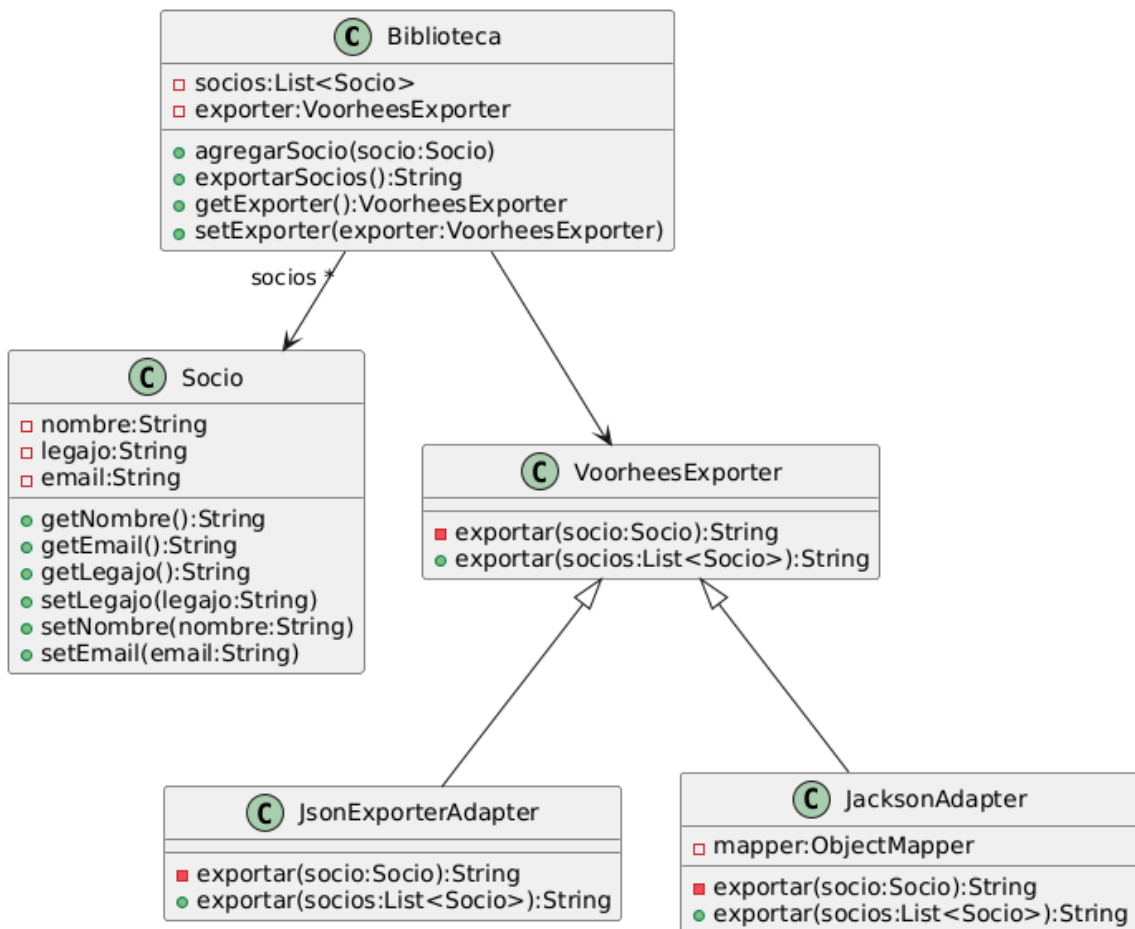 C Biblioteca
socios:List<Socio>
exporter:VoorheesExporter
agregarSocio(socio:Socio)
exportarSocios():String
getExporter():VoorheesExporter
setExporter(exporter:VoorheesExporter)
socios *
C Socio
nombre:String
legajo:String
email:String
getNombre():String
getEmail():String
getLegajo():String
setLegajo(legajo:String)
setNombre(nombre:String)
setEmail(email:String)
C VoorheesExporter
exportar(socio:Socio):String
exportar(socios:List<Socio>):String
C JsonExporterAdapter
exportar(socio:Socio):String
exportar(socios:List<Socio>):String
C JacksonAdapter
mapper:ObjectMapper
exportar(socio:Socio):String
exportar(socios:List<Socio>):String